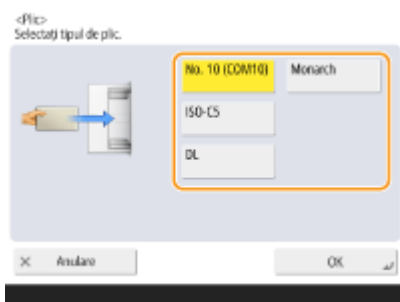 <Plic>
Selectați tipul de plic.
No. 10 (COM10)
Monarch
ISO-C5
DL
Anulare
OK